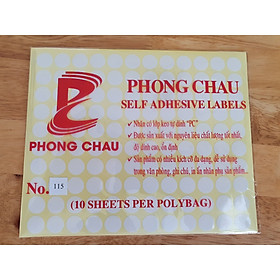 PHONG CHAU
PHONG CHAU
SELF ADHESIVE LABELS
✓ Nhãn có lớp keo tự dính "PC"
✓ Được sản xuất với nguyên liệu chất lượng tốt nhất,
độ dính cao, ổn định
✓ Sản phẩm có nhiều kích cỡ đa dạng, dễ sử dụng
trong văn phòng, ghi chú, in ấn nhãn phụ sản phẩm...
No. 115
(10 SHEETS PER POLYBAG)